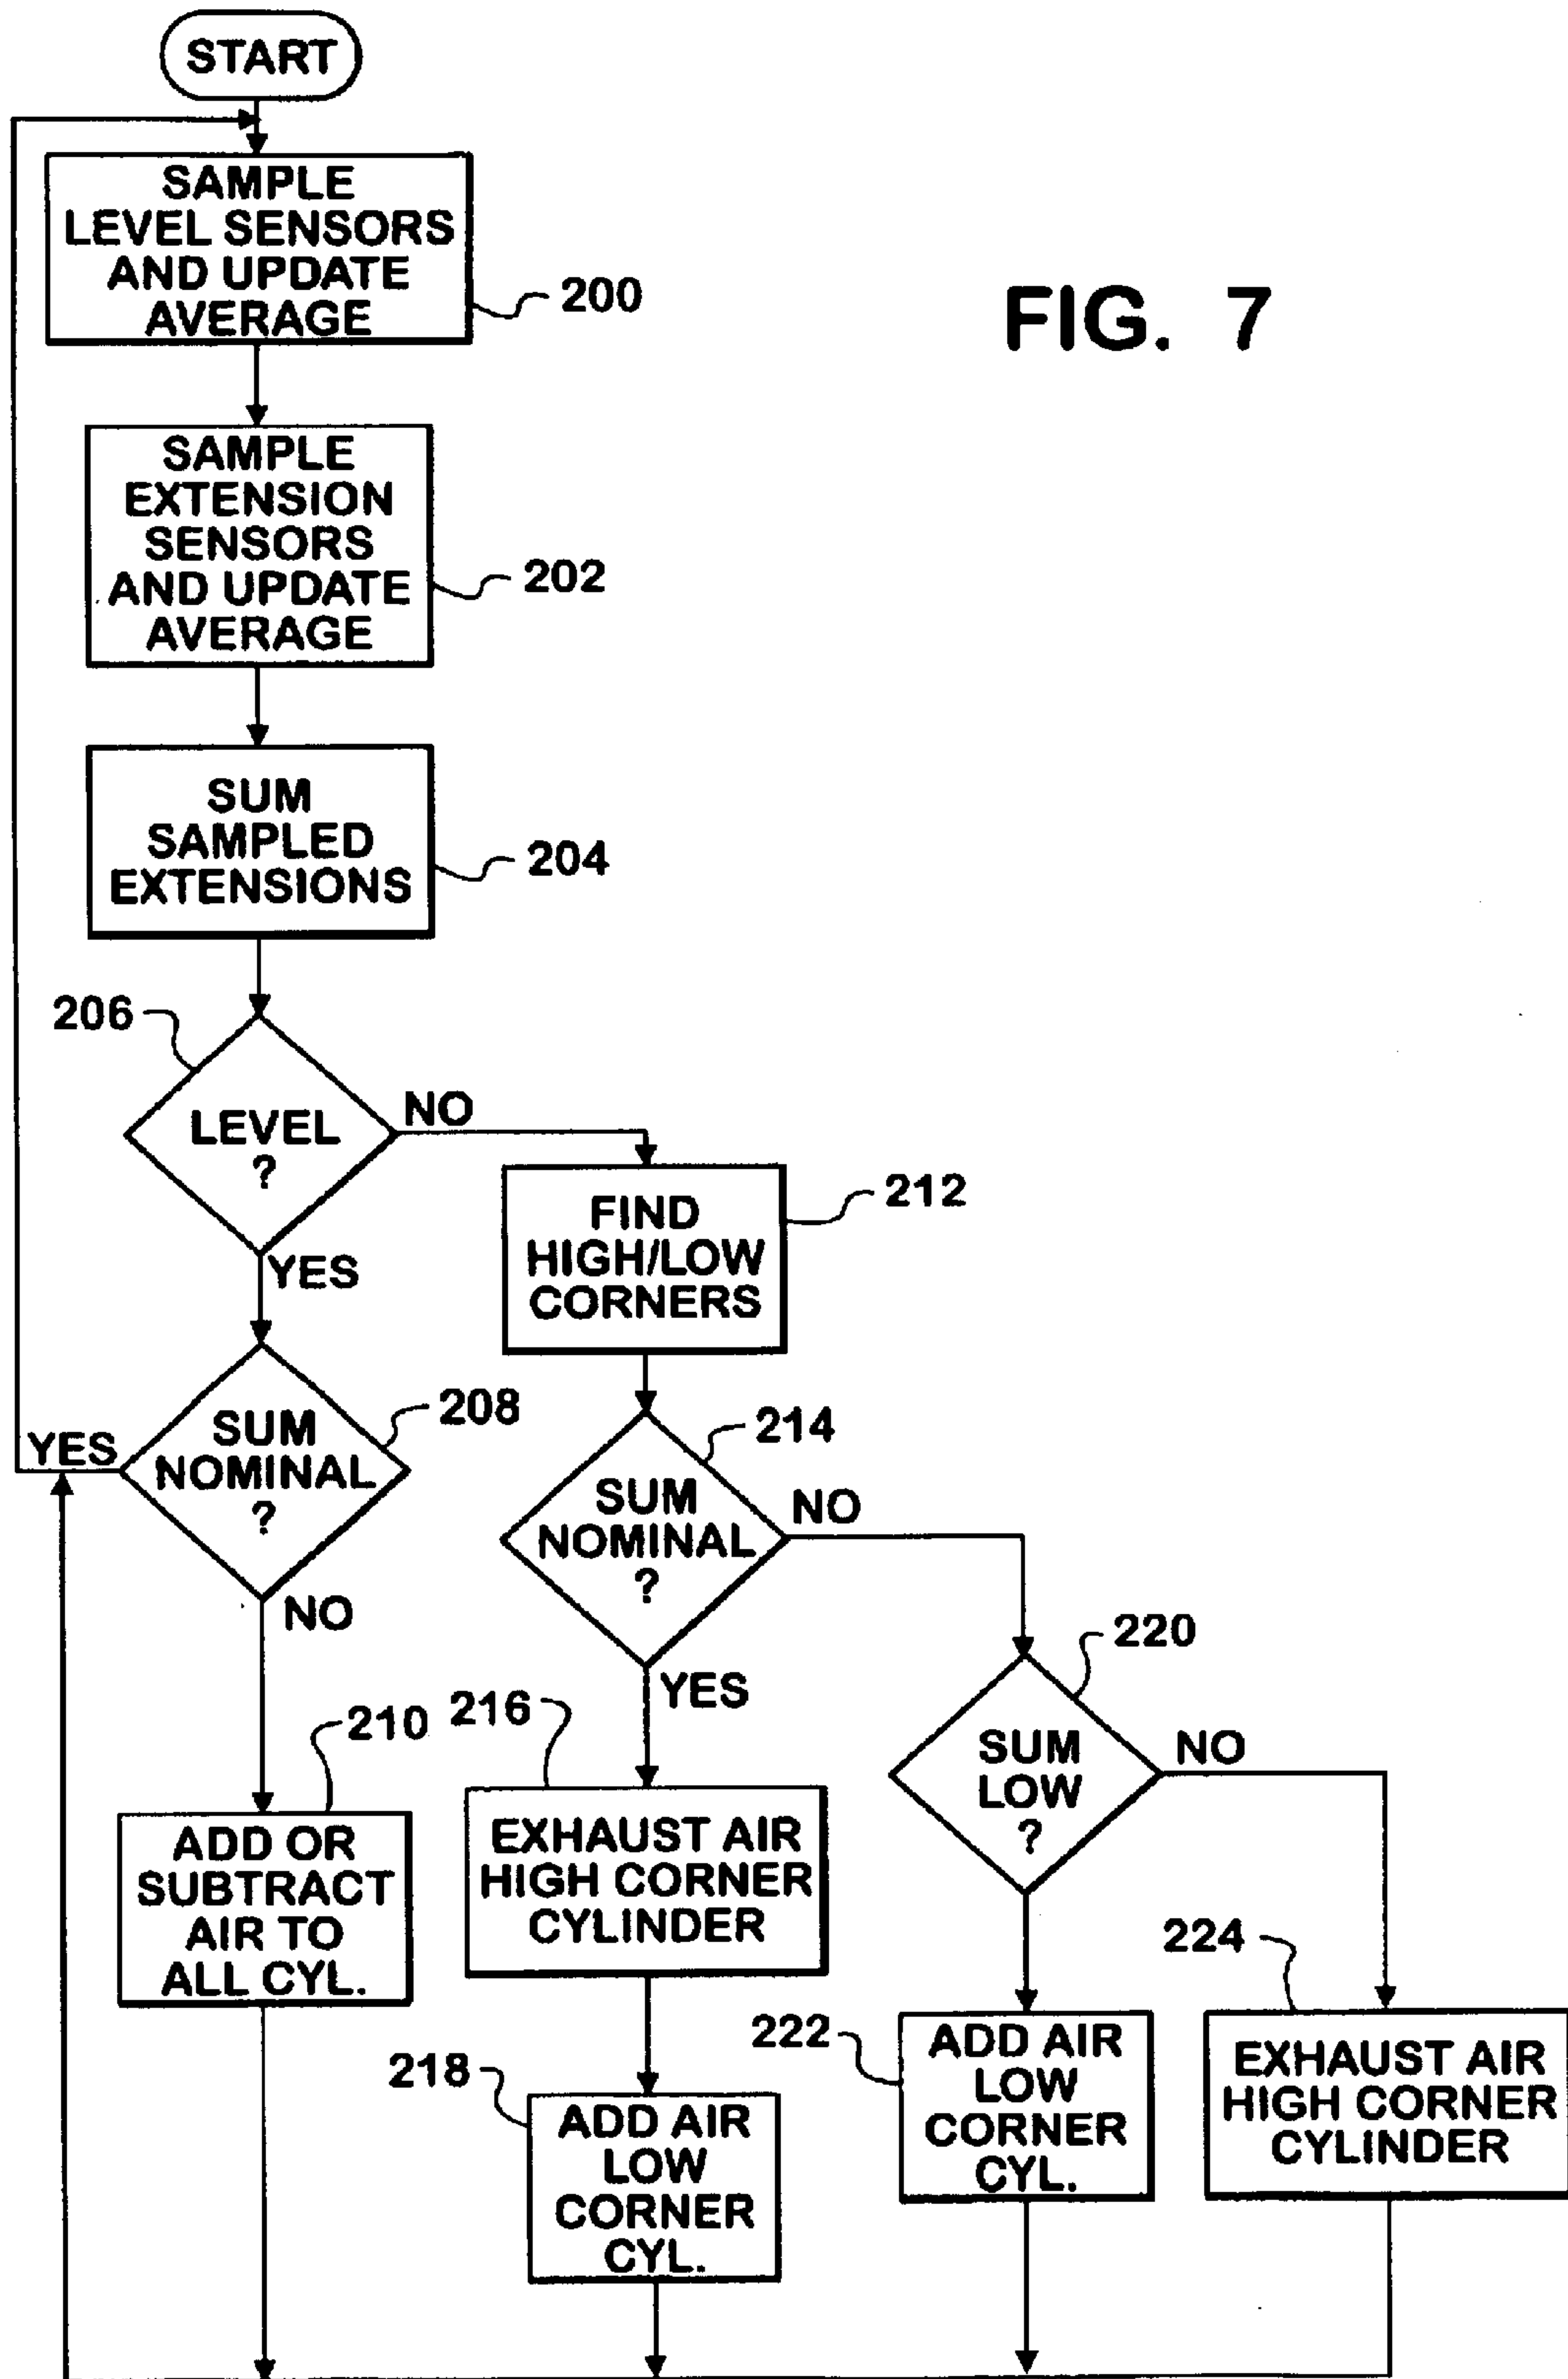 START
SAMPLE
LEVEL SENSORS
AND UPDATE
AVERAGE
200
FIG. 7
SAMPLE
EXTENSION
SENSORS
AND UPDATE
AVERAGE
202
SUM
SAMPLED
EXTENSIONS
204
206
LEVEL
?
NO
YES
FIND
HIGH/LOW
CORNERS
212
208
SUM
NOMINAL
?
YES
NO
214
SUM
NOMINAL
?
NO
YES
220
SUM
LOW
?
NO
210
ADD OR
SUBTRACT
AIR TO
ALL CYL.
216
EXHAUST AIR
HIGH CORNER
CYLINDER
218
ADD AIR
LOW
CORNER
CYL.
222
ADD AIR
LOW
CORNER
CYL.
224
EXHAUST AIR
HIGH CORNER
CYLINDER